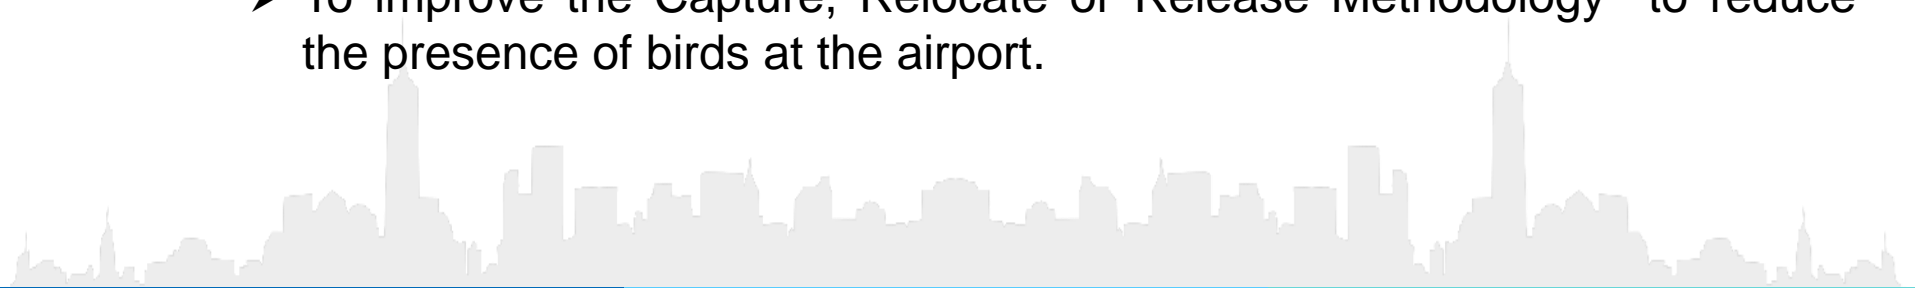 ➤ To improve the Capture, Relocate or Release Methodology to reduce
the presence of birds at the airport.